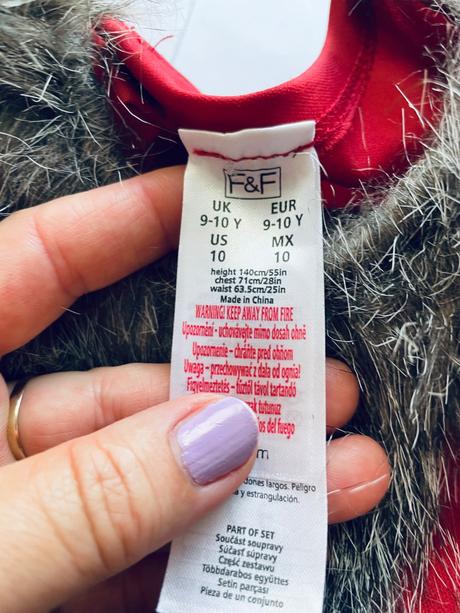 F&F
UK EUR
9-10 Y 9-10 Y
US MX
10 10
height 140cm/55in
chest 71cm/28in
waist 63.5cm/25in
Made in China
WARNING! KEEP AWAY FROM FIRE
Upozornění - uchovávejte mimo dosah ohně
Upozornenie - chráňte pred ohňom
Uwaga – przechowywać z dala od ognia!
Figyelmeztetés – tűztől távol tartandó
tutunuz
del fuego
Peligro
y estrangulación.
PART OF SET
Součást soupravy
Súčasť súpravy
Część zestawu
Többdarabos együttes
Setin parçası
Pieza de un conjunto